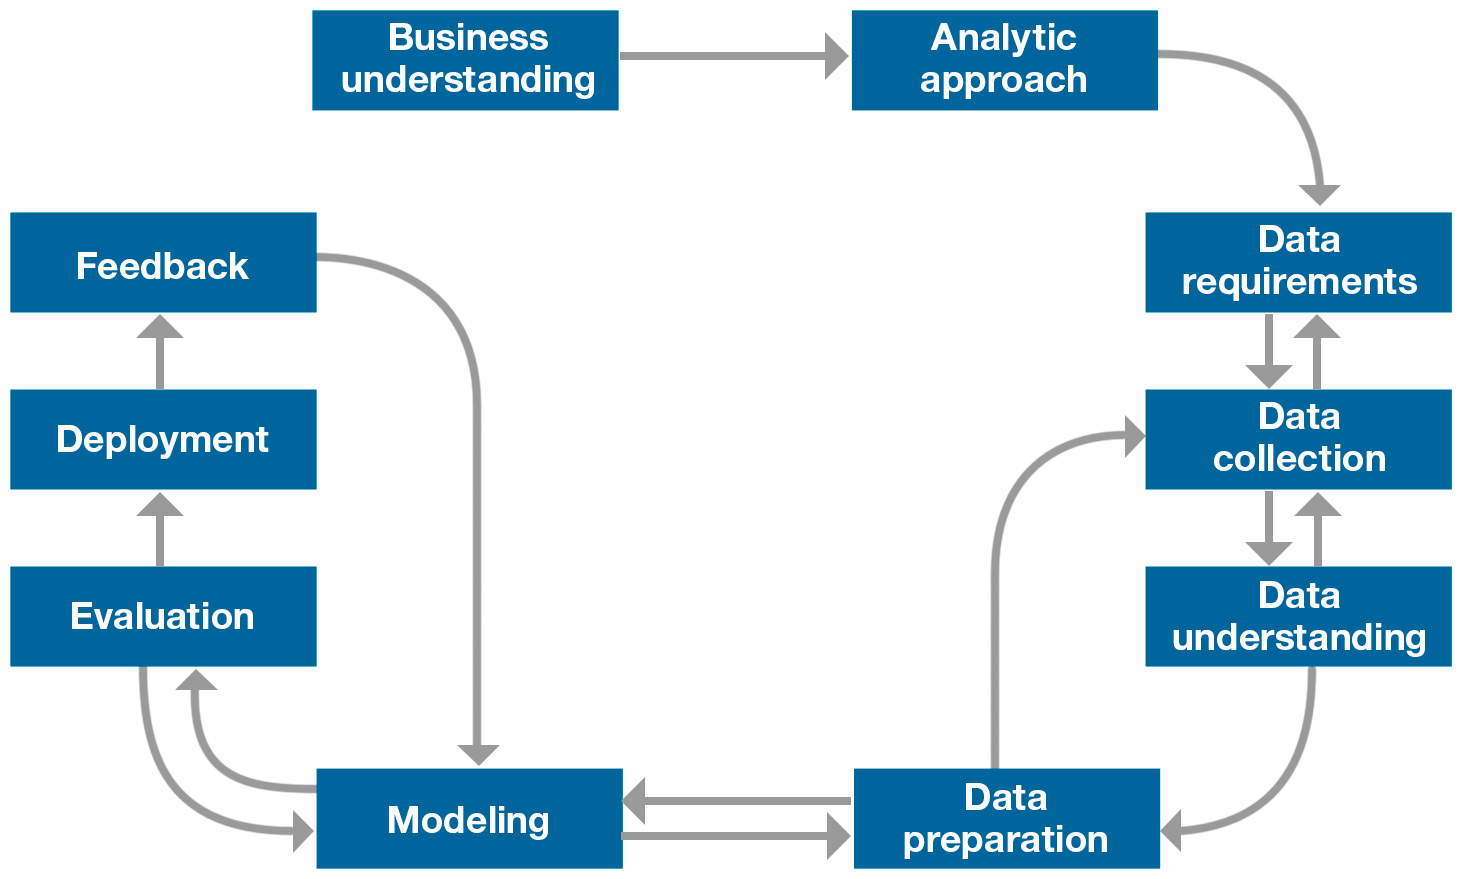 Business
understanding
Analytic
approach
Data
requirements
Data
collection
Data
understanding
Data
preparation
Modeling
Evaluation
Deployment
Feedback